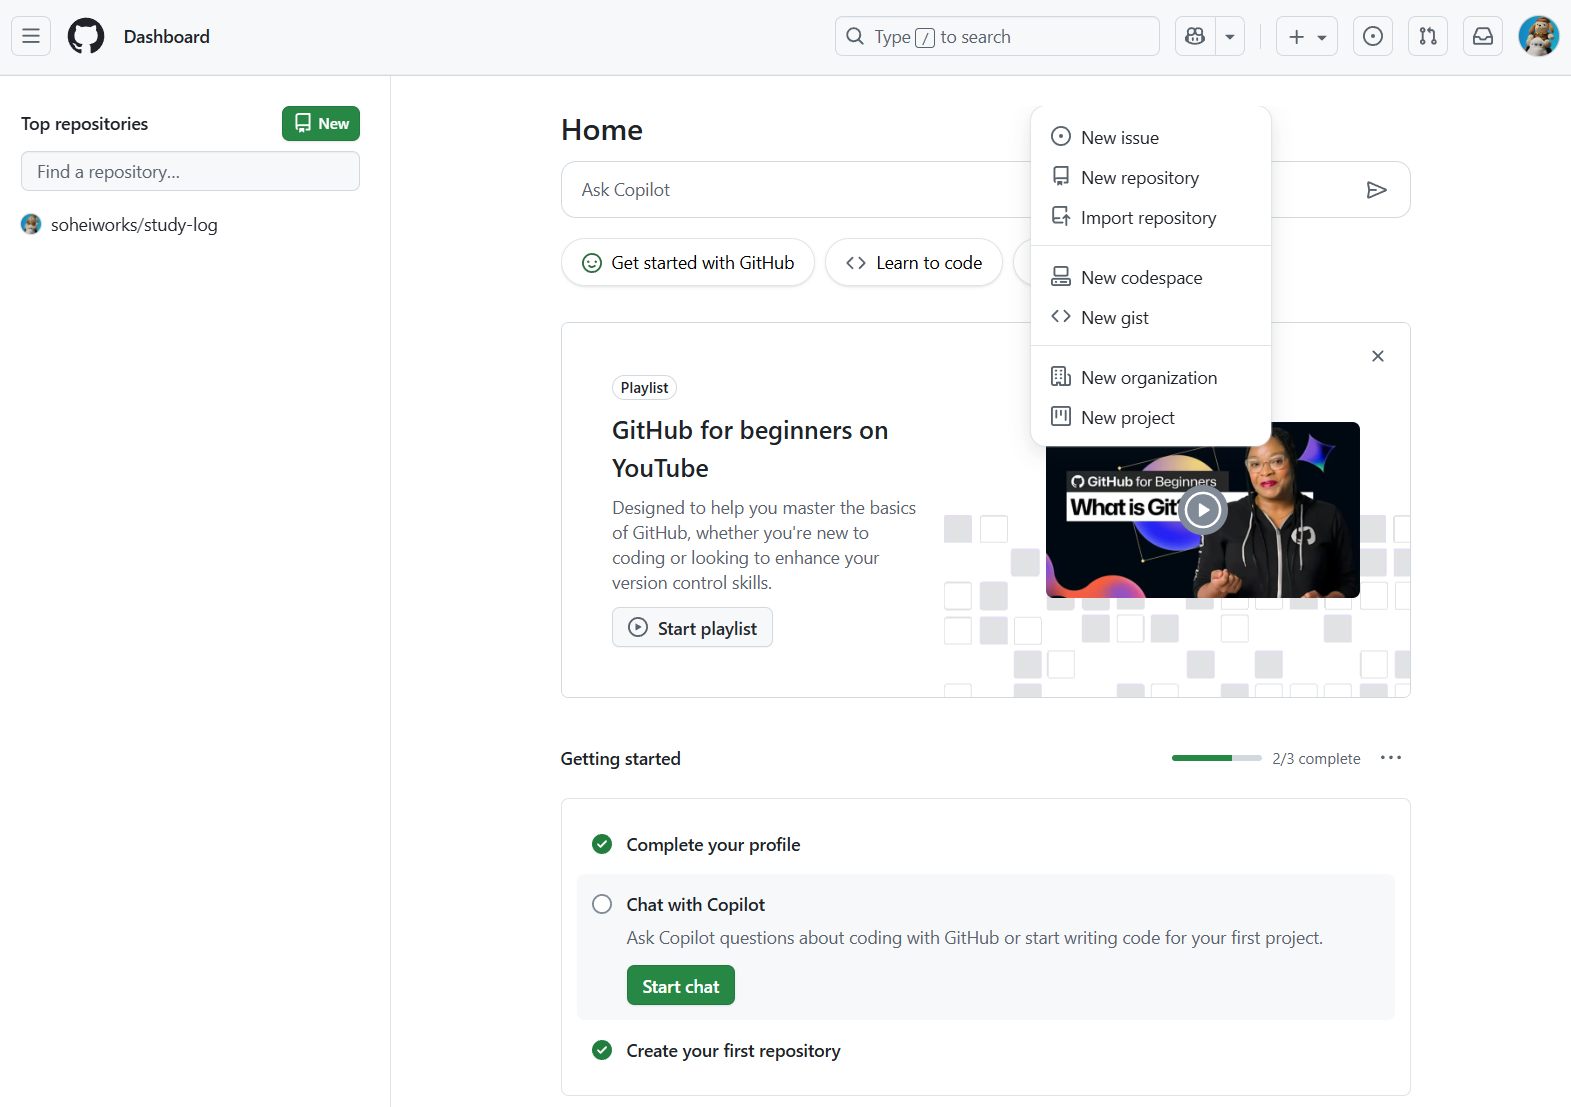 Dashboard
Type / to search
Top repositories
New
Find a repository...
soheiworks/study-log
Home
Ask Copilot
Get started with GitHub
Learn to code
New issue
New repository
Import repository
New codespace
New gist
New organization
New project
Playlist
GitHub for beginners on
YouTube
Designed to help you master the basics
of GitHub, whether you're new to
coding or looking to enhance your
version control skills.
Start playlist
GitHub for Beginners
What is Git
Getting started
2/3 complete
Complete your profile
Chat with Copilot
Ask Copilot questions about coding with GitHub or start writing code for your first project.
Start chat
Create your first repository